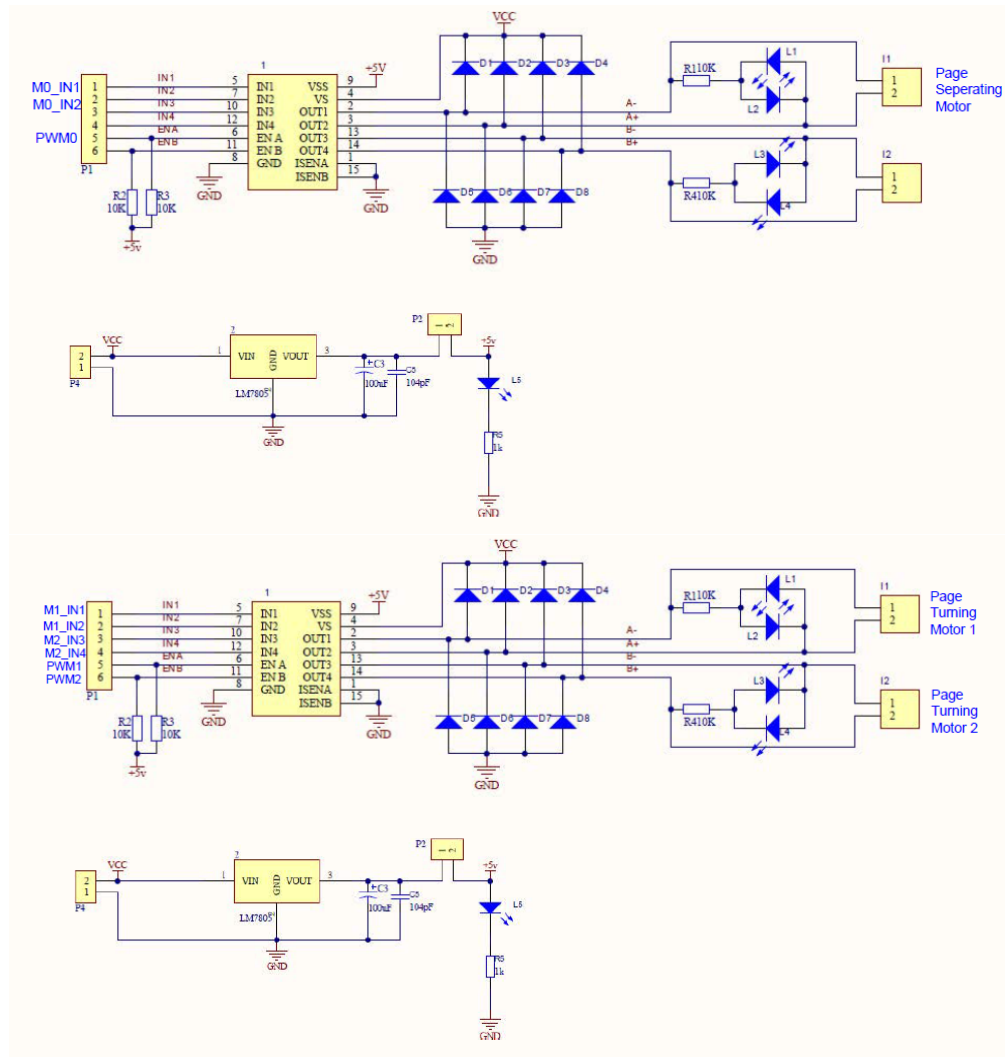 VCC
1
+5V
M0_IN1 1 IN1 5 IN1 VSS 9 D1 D2 D3 D4 R1 10K L1 I1 Page
M0_IN2 2 IN2 7 IN2 VS 4 1 Seperating
3 IN3 10 IN3 OUT1 2 A- L2 2 Motor
4 IN4 12 IN4 OUT2 3 A+
PWM0 5 ENA 6 EN A OUT3 13 B-
6 ENB 11 EN B OUT4 14 B+ L3 I2
P1 8 GND ISENA 1 1
GND ISENB 15 2
R2 R3 GND D5 D6 D7 D8 R4 10K L4
10K 10K
+5v GND
P2
1 2
2 +5v
VCC
2 1 VIN GND VOUT 3 C3 C5 L5
1 100uF 104pF
P4 LM7805
GND R5
1k
GND
VCC
1
+5V
M1_IN1 1 IN1 5 IN1 VSS 9 D1 D2 D3 D4 R1 10K L1 I1 Page
M1_IN2 2 IN2 7 IN2 VS 4 1 Turning
M2_IN3 3 IN3 10 IN3 OUT1 2 A- L2 2 Motor 1
M2_IN4 4 IN4 12 IN4 OUT2 3 A+
PWM1 5 ENA 6 EN A OUT3 13 B-
PWM2 6 ENB 11 EN B OUT4 14 B+ L3 I2 Page
P1 8 GND ISENA 1 1 Turning
GND ISENB 15 2 Motor 2
R2 R3 GND D5 D6 D7 D8 R4 10K L4
10K 10K
+5v GND
P2
1 2
2 +5v
VCC
2 1 VIN GND VOUT 3 C3 C5 L5
1 100uF 104pF
P4 LM7805
GND R5
1k
GND